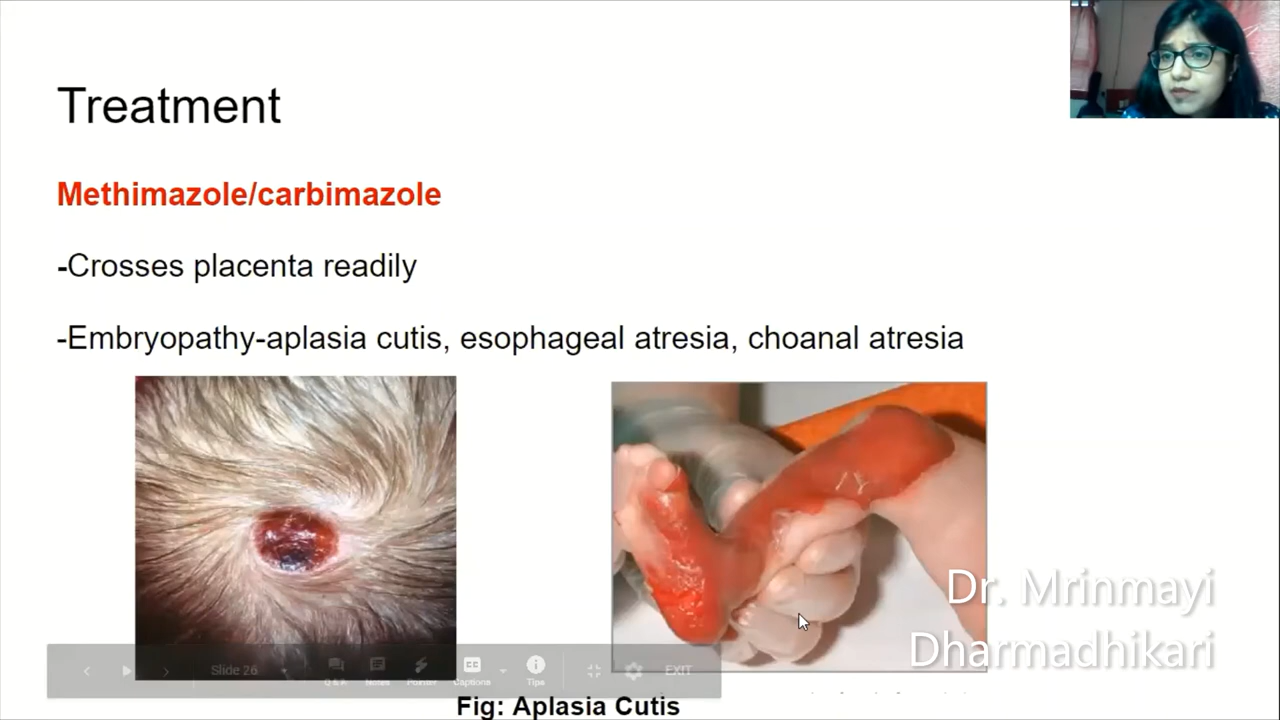 Treatment
Methimazole/carbimazole
-Crosses placenta readily
-Embryopathy-aplasia cutis, esophageal atresia, choanal atresia
Dr. Mrinmayi
Dharmadhikari
Slide 26
Q & A
Notes
Pointer
Captions
Tips
EXIT
Fig: Aplasia Cutis